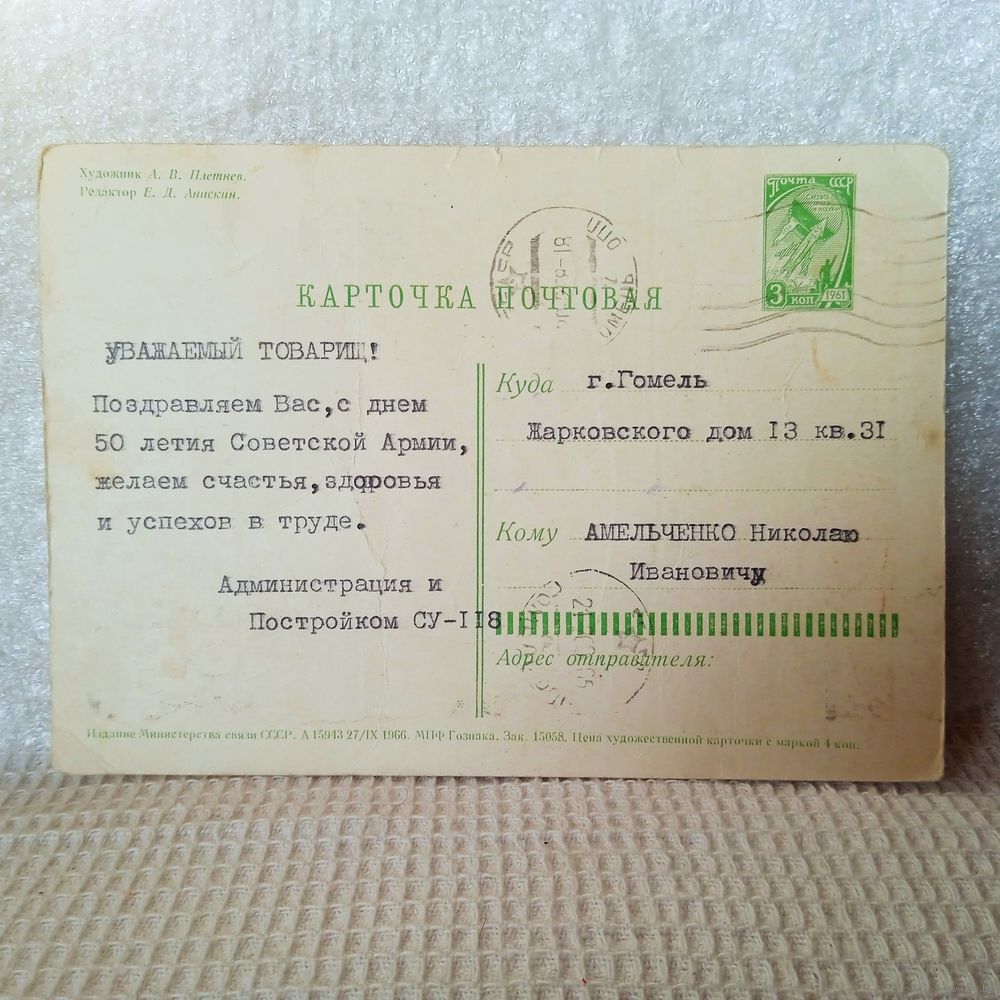 Художник А. В. Плетнев.
Редактор Е. Д. Анискин.
Почта СССР
3 коп
1961
КАРТОЧКА ПОЧТОВАЯ
УВАЖАЕМЫЙ ТОВАРИЩ!
Поздравляем Вас,с днем
50 летия Советской Армии,
желаем счастья,здоровья
и успехов в труде.
Администрация и
Постройком СУ-II8
Куда г.Гомель
Жарковского дом I3 кв.3I
Кому АМЕЛЬЧЕНКО Николаю
Ивановичу
Адрес отправителя:
Издание Министерства связи СССР. А 15943 27/IX 1966. МПФ Гознака. Зак. 15058. Цена художественной карточки с маркой 4 коп.